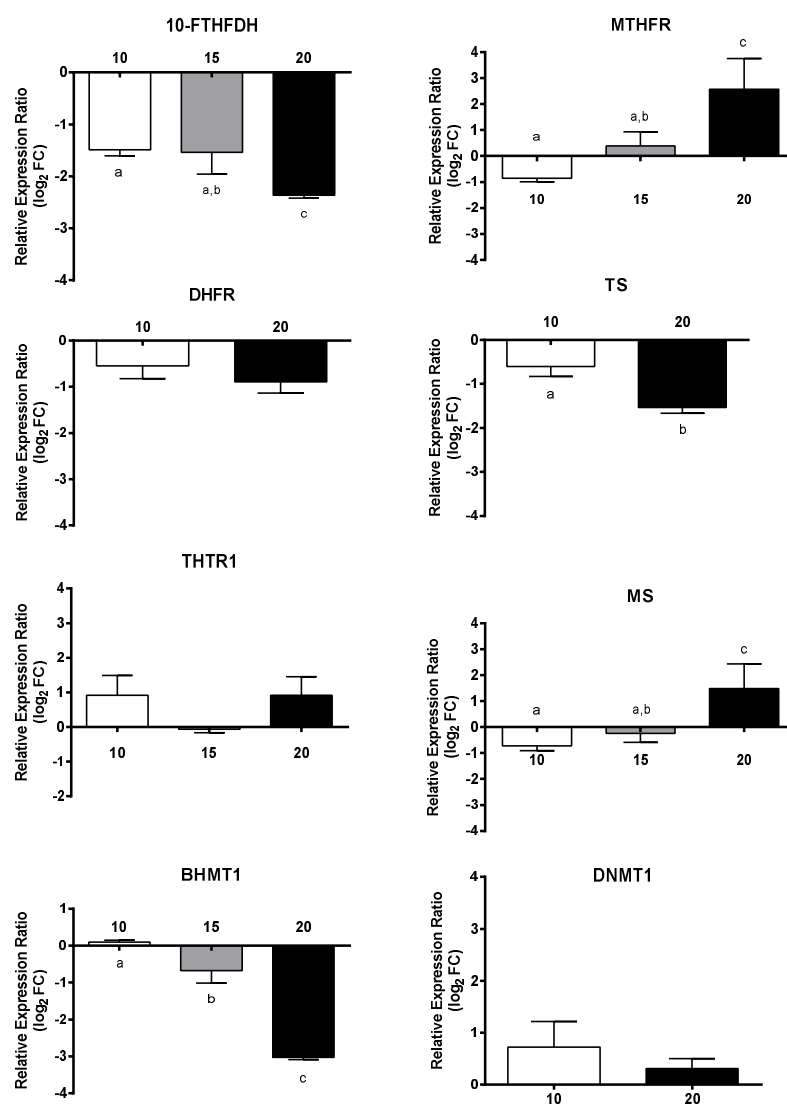 10-FTHFDH
10 15 20
0
-1
-2
-3
-4
Relative Expression Ratio
(log2 FC)
a
a,b
c
MTHFR
4
3
2
1
0
-1
-2
-3
-4
Relative Expression Ratio
(log2 FC)
a
a,b
c
10 15 20
DHFR
10 20
0
-1
-2
-3
-4
Relative Expression Ratio
(log2 FC)
TS
10 20
0
-1
-2
-3
-4
Relative Expression Ratio
(log2 FC)
a
b
THTR1
4
3
2
1
0
-1
-2
Relative Expression Ratio
(log2 FC)
10 15 20
MS
4
3
2
1
0
-1
-2
-3
-4
Relative Expression Ratio
(log2 FC)
a
a,b
c
10 15 20
BHMT1
10 15 20
1
0
-1
-2
-3
-4
Relative Expression Ratio
(log2 FC)
a
b
c
DNMT1
4
3
2
1
0
Relative Expression Ratio
(log2 FC)
10 20